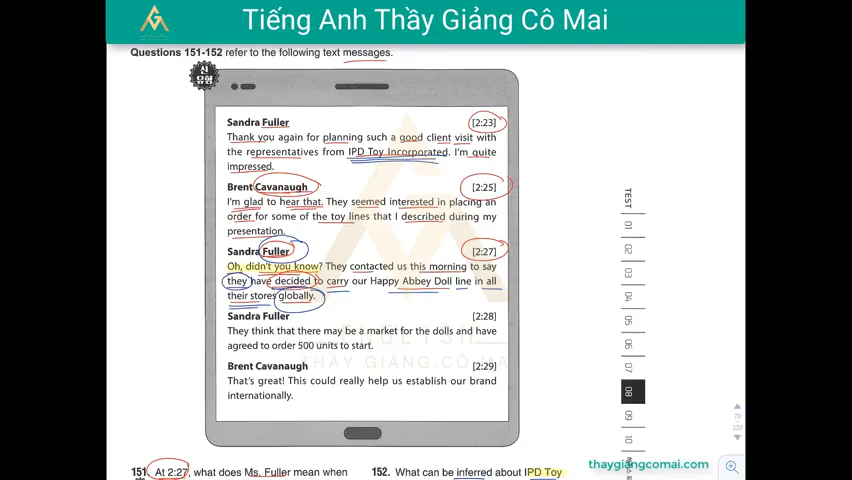 Tiếng Anh Thầy Giảng Cô Mai
Questions 151-152 refer to the following text messages.
Sandra Fuller [2:23]
Thank you again for planning such a good client visit with
the representatives from IPD Toy Incorporated. I'm quite
impressed.
Brent Cavanaugh [2:25]
I'm glad to hear that. They seemed interested in placing an
order for some of the toy lines that I described during my
presentation.
Sandra Fuller [2:27]
Oh, didn't you know? They contacted us this morning to say
they have decided to carry our Happy Abbey Doll line in all
their stores globally.
Sandra Fuller [2:28]
They think that there may be a market for the dolls and have
agreed to order 500 units to start.
Brent Cavanaugh [2:29]
That's great! This could really help us establish our brand
internationally.
ENGLISH
THẦY GIẢNG.CÔ MAI
TEST
01
02
03
04
05
06
07
08
09
10
70
220
151. At 2:27, what does Ms. Fuller mean when
152. What can be inferred about IPD Toy
thaygiangcomai.com